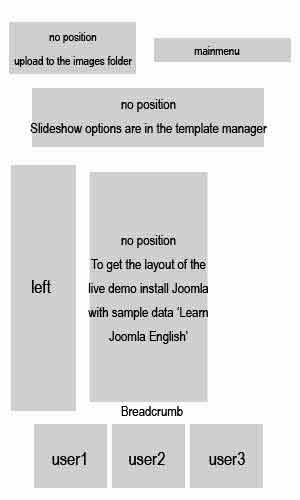 no position
upload to the images folder
mainmenu
no position
Slideshow options are in the template manager
left
no position
To get the layout of the
live demo install Joomla
with sample data ‘Learn
Joomla English’
Breadcrumb
user1
user2
user3